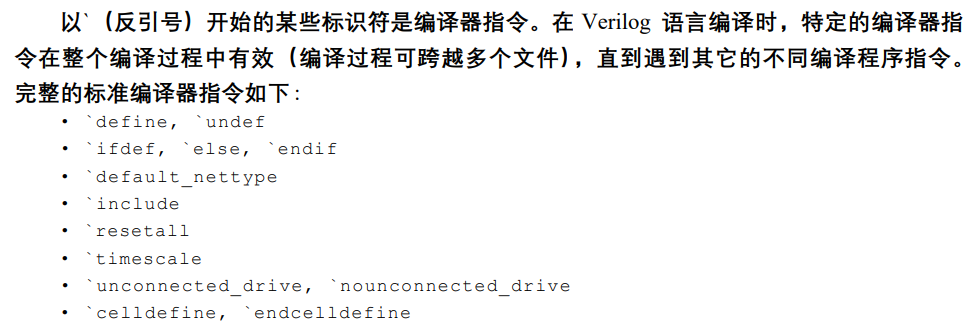 以`（反引号）开始的某些标识符是编译器指令。在 Verilog 语言编译时，特定的编译器指
令在整个编译过程中有效（编译过程可跨越多个文件），直到遇到其它的不同编译程序指令。
完整的标准编译器指令如下：
• `define, `undef
• `ifdef, `else, `endif
• `default_nettype
• `include
• `resetall
• `timescale
• `unconnected_drive, `nounconnected_drive
• `celldefine, `endcelldefine